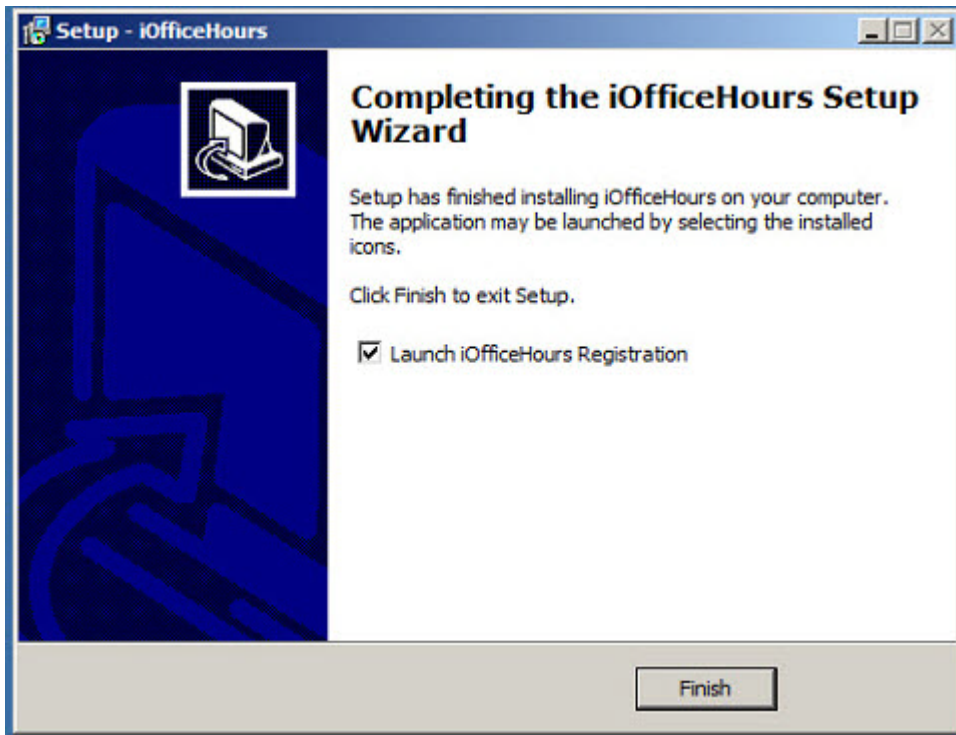 Setup - iOfficeHours
Completing the iOfficeHours Setup
Wizard
Setup has finished installing iOfficeHours on your computer.
The application may be launched by selecting the installed
icons.
Click Finish to exit Setup.
Launch iOfficeHours Registration
Finish